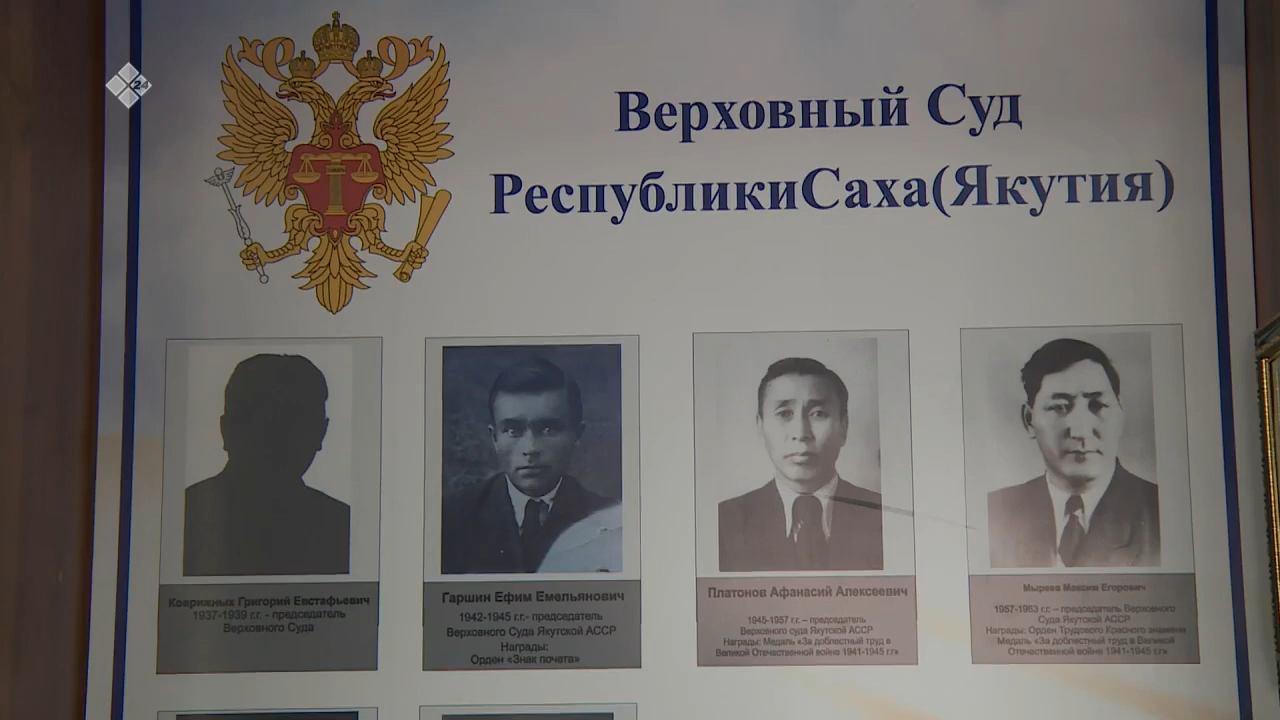 24
Верховный Суд
РеспубликиСаха(Якутия)
Коврижных Григорий Евстафьевич
1937-1939 г.г. - председатель
Верховного Суда
Гаршин Ефим Емельянович
1942-1945 г.г.- председатель
Верховного Суда Якутской АССР
Награды:
Орден «Знак почета»
Платонов Афанасий Алексеевич
1945-1957 г.г. – председатель
Верховного суда Якутской АССР
Награды: Медаль «За доблестный труд в
Великой Отечественной войне 1941-1945 г.г»
Мыреев Максим Егорович
1957-1963 г.г. – председатель Верховного
Суда Якутской АССР
Награды: Орден Трудового Красного знамени
Медаль «За доблестный труд в Великой
Отечественной войне 1941-1945 г.г»